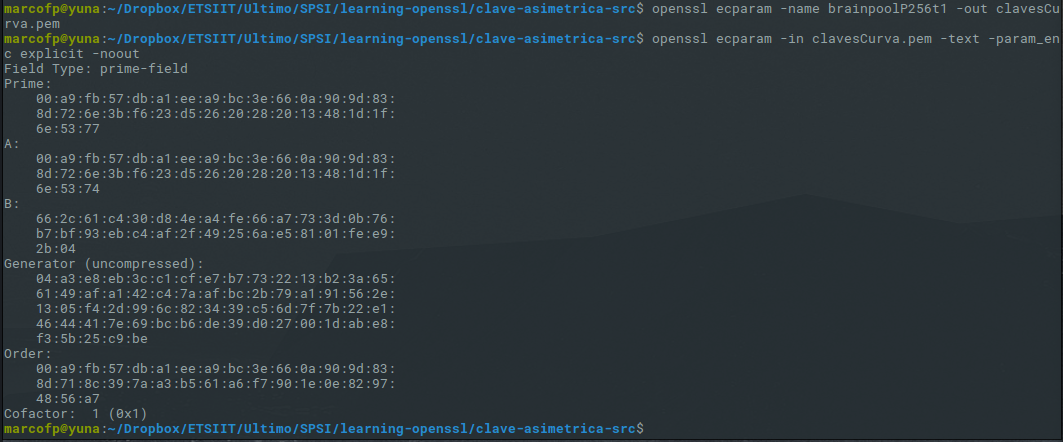 marcofp@yuna:~/Dropbox/ETSIIT/Ultimo/SPSI/learning-openssl/clave-asimetrica-src$ openssl ecparam -name brainpoolP256t1 -out clavesCu
rva.pem
marcofp@yuna:~/Dropbox/ETSIIT/Ultimo/SPSI/learning-openssl/clave-asimetrica-src$ openssl ecparam -in clavesCurva.pem -text -param_en
c explicit -noout
Field Type: prime-field
Prime:
    00:a9:fb:57:db:a1:ee:a9:bc:3e:66:0a:90:9d:83:
    8d:72:6e:3b:f6:23:d5:26:20:28:20:13:48:1d:1f:
    6e:53:77
A:
    00:a9:fb:57:db:a1:ee:a9:bc:3e:66:0a:90:9d:83:
    8d:72:6e:3b:f6:23:d5:26:20:28:20:13:48:1d:1f:
    6e:53:74
B:
    66:2c:61:c4:30:d8:4e:a4:fe:66:a7:73:3d:0b:76:
    b7:bf:93:eb:c4:af:2f:49:25:6a:e5:81:01:fe:e9:
    2b:04
Generator (uncompressed):
    04:a3:e8:eb:3c:c1:cf:e7:b7:73:22:13:b2:3a:65:
    61:49:af:a1:42:c4:7a:af:bc:2b:79:a1:91:56:2e:
    13:05:f4:2d:99:6c:82:34:39:c5:6d:7f:7b:22:e1:
    46:44:41:7e:69:bc:b6:de:39:d0:27:00:1d:ab:e8:
    f3:5b:25:c9:be
Order:
    00:a9:fb:57:db:a1:ee:a9:bc:3e:66:0a:90:9d:83:
    8d:71:8c:39:7a:a3:b5:61:a6:f7:90:1e:0e:82:97:
    48:56:a7
Cofactor:  1 (0x1)
marcofp@yuna:~/Dropbox/ETSIIT/Ultimo/SPSI/learning-openssl/clave-asimetrica-src$